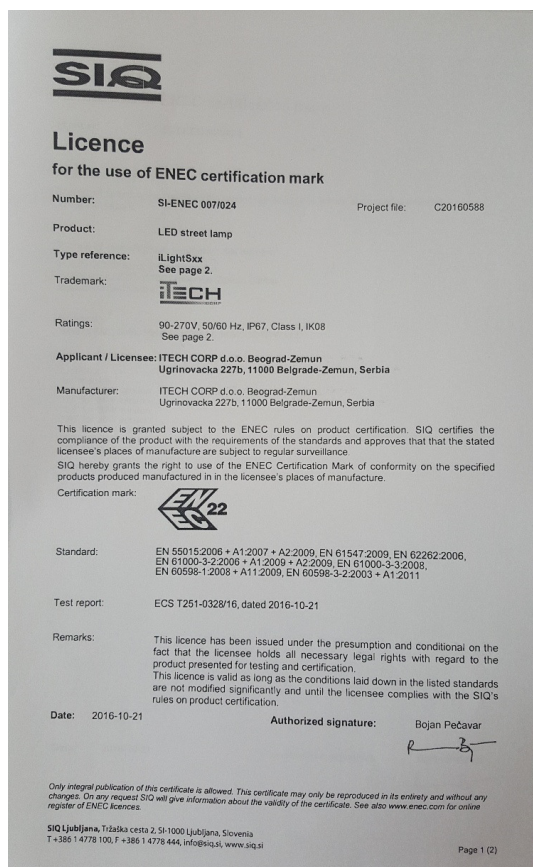 SIQ
Licence
for the use of ENEC certification mark
Number: SI-ENEC 007/024 Project file: C20160588
Product: LED street lamp
Type reference: iLightSxx
See page 2.
Trademark: iTECH
Ratings: 90-270V, 50/60 Hz, IP67, Class I, IK08
See page 2.
Applicant / Licensee: ITECH CORP d.o.o. Beograd-Zemun
Ugrinovacka 227b, 11000 Belgrade-Zemun, Serbia
Manufacturer: ITECH CORP d.o.o. Beograd-Zemun
Ugrinovacka 227b, 11000 Belgrade-Zemun, Serbia
This licence is granted subject to the ENEC rules on product certification. SIQ certifies the
compliance of the product with the requirements of the standards and approves that that the stated
licensee's places of manufacture are subject to regular surveillance.
SIQ hereby grants the right to use of the ENEC Certification Mark of conformity on the specified
products produced manufactured in in the licensee's places of manufacture.
Certification mark: ENEC 22
Standard: EN 55015:2006 + A1:2007 + A2:2009, EN 61547:2009, EN 62262:2006,
EN 61000-3-2:2006 + A1:2009 + A2:2009, EN 61000-3-3:2008,
EN 60598-1:2008 + A11:2009, EN 60598-3-2:2003 + A1:2011
Test report: ECS T251-0328/16, dated 2016-10-21
Remarks: This licence has been issued under the presumption and conditional on the
fact that the licensee holds all necessary legal rights with regard to the
product presented for testing and certification.
This licence is valid as long as the conditions laid down in the listed standards
are not modified significantly and until the licensee complies with the SIQ's
rules on product certification.
Date: 2016-10-21 Authorized signature: Bojan Pečavar
Only integral publication of this certificate is allowed. This certificate may only be reproduced in its entirety and without any
changes. On any request SIQ will give information about the validity of the certificate. See also www.enec.com for online
register of ENEC licences.
SIQ Ljubljana, Tržaška cesta 2, SI-1000 Ljubljana, Slovenia
T +386 1 4778 100, F +386 1 4778 444, info@siq.si, www.siq.si
Page 1 (2)